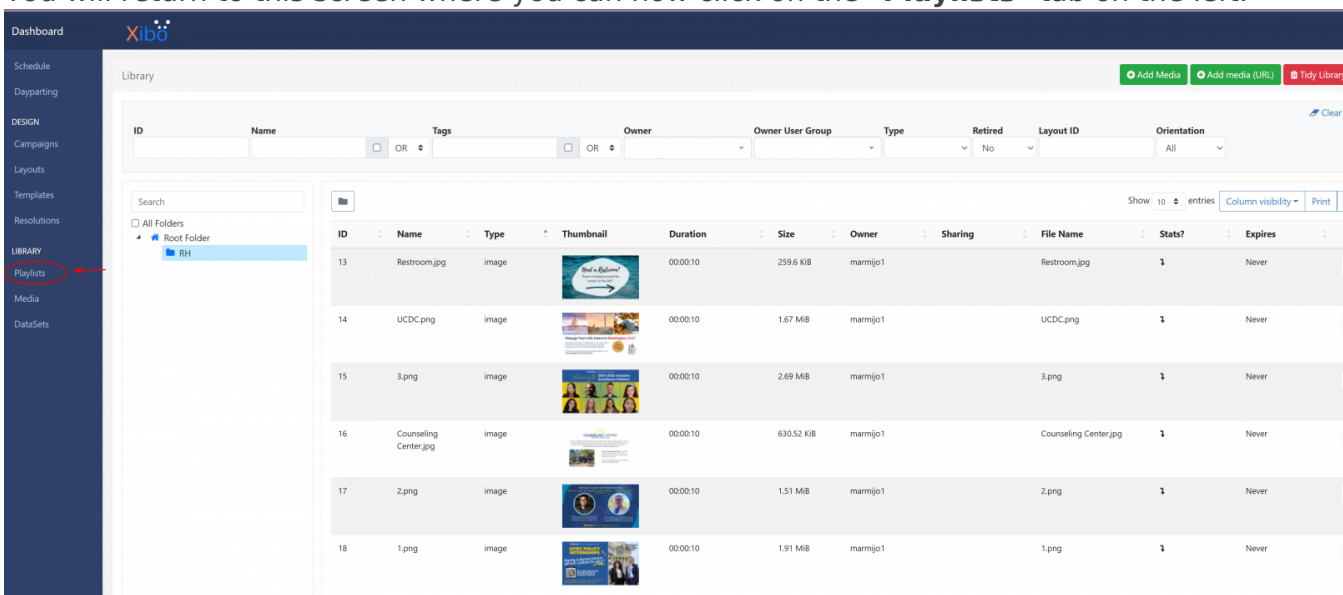 You will return to this screen where you can now click on the "Playlists" tab on the left.
Dashboard
Xibo
Schedule
Dayparting
DESIGN
Campaigns
Layouts
Templates
Resolutions
LIBRARY
Playlists
Media
DataSets
Library
Add Media Add media (URL) Tidy Library
Clear
ID Name Tags Owner Owner User Group Type Retired Layout ID Orientation
OR OR No All
Search
All Folders
Root Folder
RH
Show 10 entries Column visibility Print
ID Name Type Thumbnail Duration Size Owner Sharing File Name Stats? Expires
13 Restroom.jpg image 00:00:10 259.6 KiB marmijo1 Restroom.jpg Never
Need a Restroom?
14 UCDC.png image 00:00:10 1.67 MiB marmijo1 UCDC.png Never
15 3.png image 00:00:10 2.69 MiB marmijo1 3.png Never
16 Counseling Center.jpg image 00:00:10 630.52 KiB marmijo1 Counseling Center.jpg Never
17 2.png image 00:00:10 1.51 MiB marmijo1 2.png Never
18 1.png image 00:00:10 1.91 MiB marmijo1 1.png Never
UCDC POLICY
INTERNSHIPS